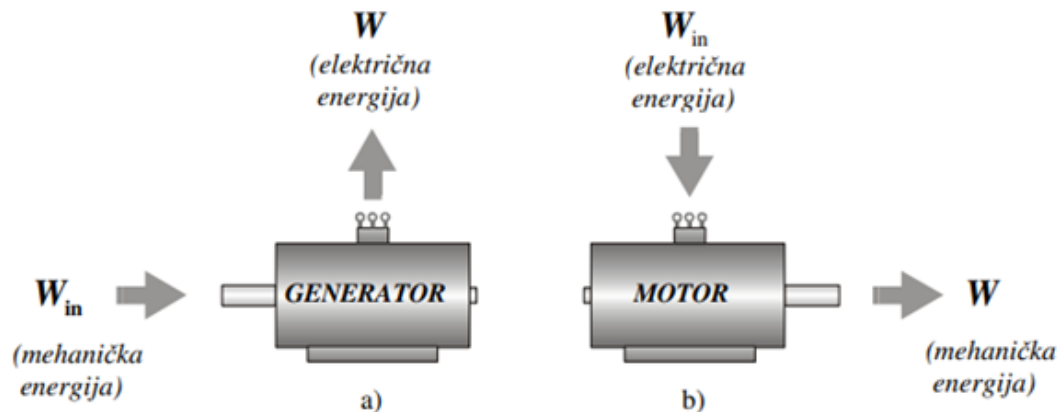 W
(električna
energija)
W_in
(električna
energija)
W_in
(mehanička
energija)
GENERATOR
MOTOR
W
(mehanička
energija)
a)
b)